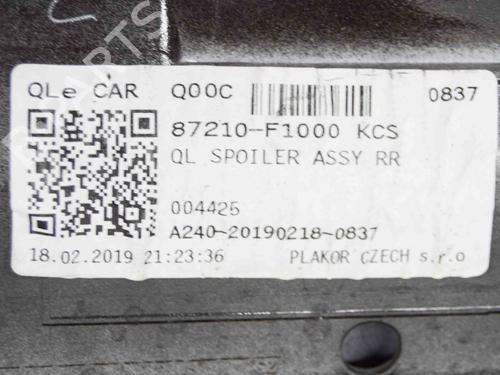 QLe CAR Q00C 0837
87210-F1000 KCS
QL SPOILER ASSY RR
004425
A240-20190218-0837
18.02.2019 21:23:36 PLAKOR CZECH s.r.o